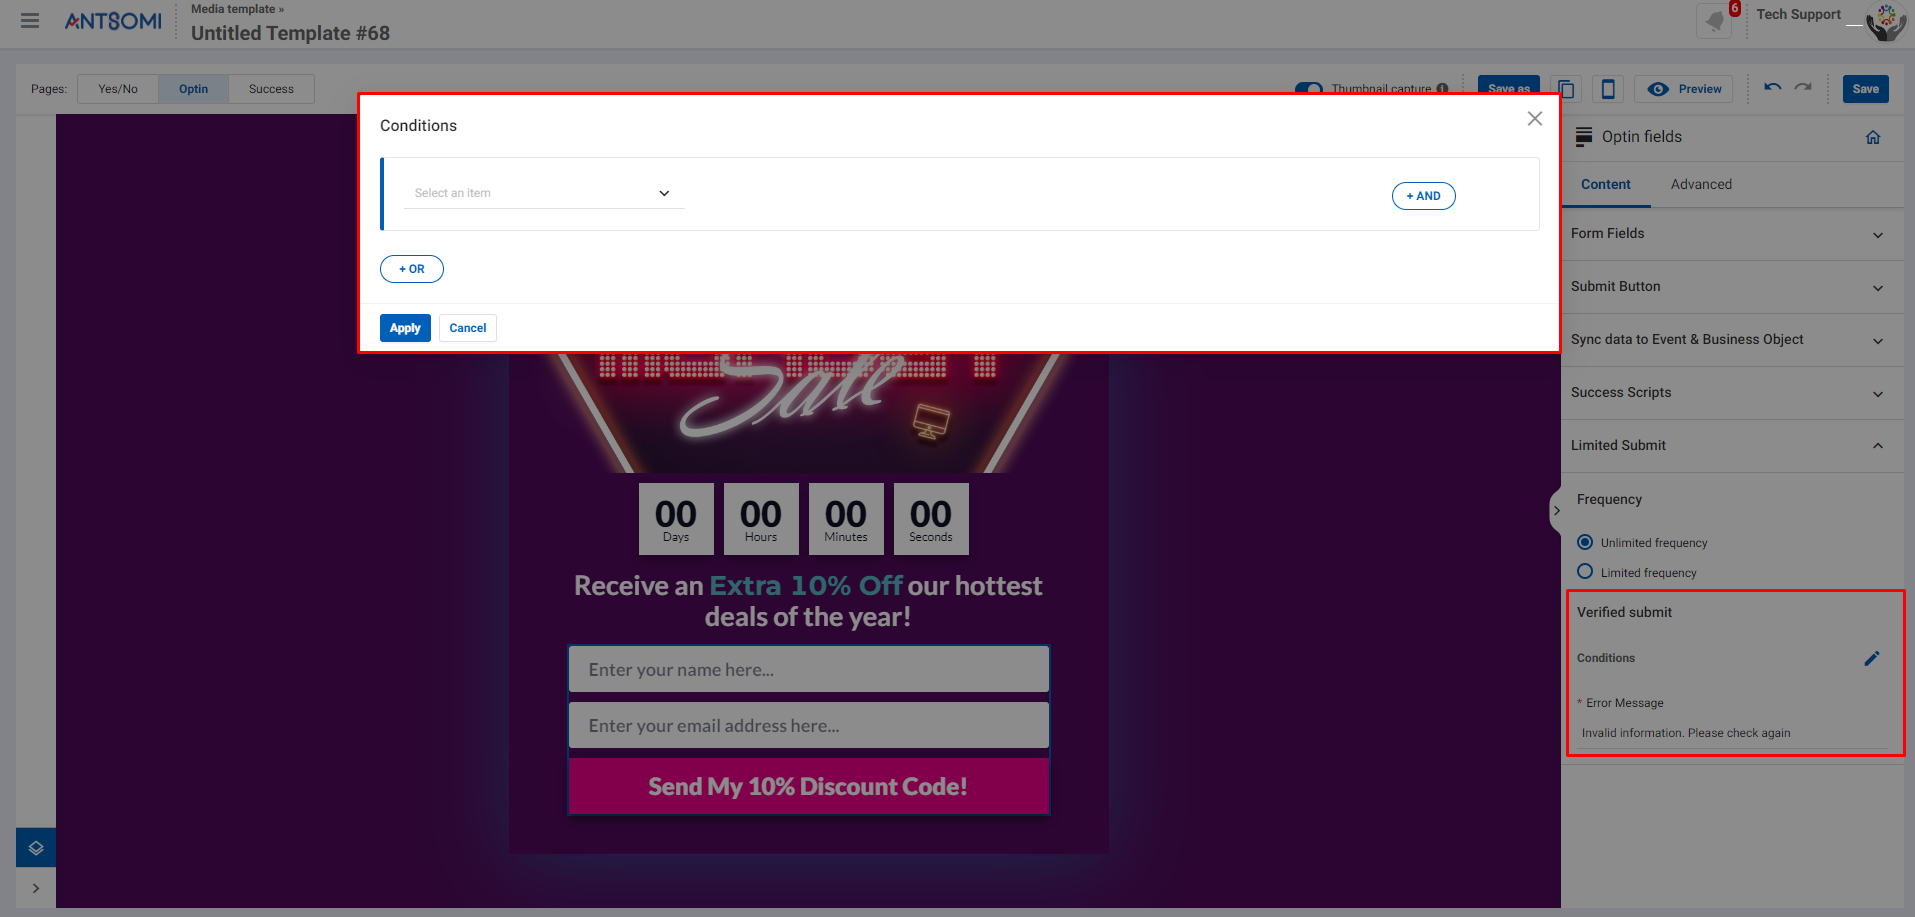 ANTSOMI
Media template »
Untitled Template #68
6
Tech Support
Pages:
Yes/No
Optin
Success
Thumbnail capture
Save as
Preview
Save
Conditions
Select an item
+ AND
+ OR
Apply
Cancel
Sale
00
Days
00
Hours
00
Minutes
00
Seconds
Receive an Extra 10% Off our hottest
deals of the year!
Enter your name here...
Enter your email address here...
Send My 10% Discount Code!
Optin fields
Content
Advanced
Form Fields
Submit Button
Sync data to Event & Business Object
Success Scripts
Limited Submit
Frequency
Unlimited frequency
Limited frequency
Verified submit
Conditions
* Error Message
Invalid information. Please check again